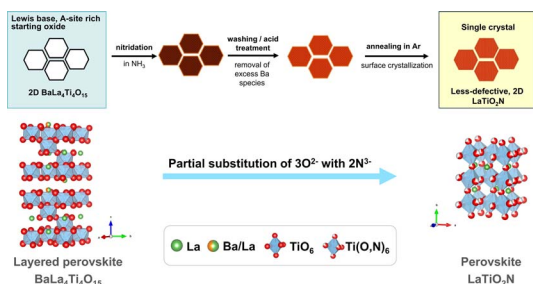 Lewis base, A-site rich
starting oxide
2D BaLa₄Ti₄O₁₅
nitridation
in NH₃
washing / acid
treatment
removal of
excess Ba
species
annealing in Ar
surface crystallization
Single crystal
Less-defective, 2D
LaTiO₂N
Partial substitution of 3O²⁻ with 2N³⁻
La
Ba/La
TiO₆
Ti(O,N)₆
Layered perovskite
BaLa₄Ti₄O₁₅
Perovskite
LaTiO₂N